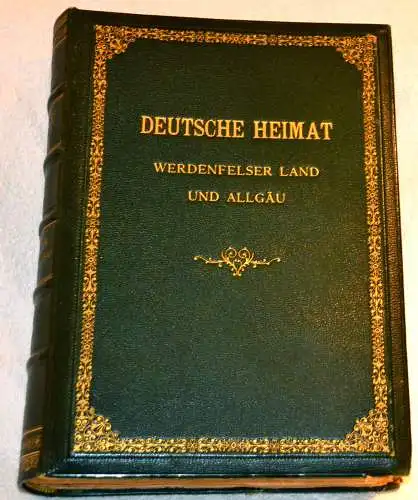 DEUTSCHE HEIMAT
WERDENFELSER LAND
UND ALLGÄU